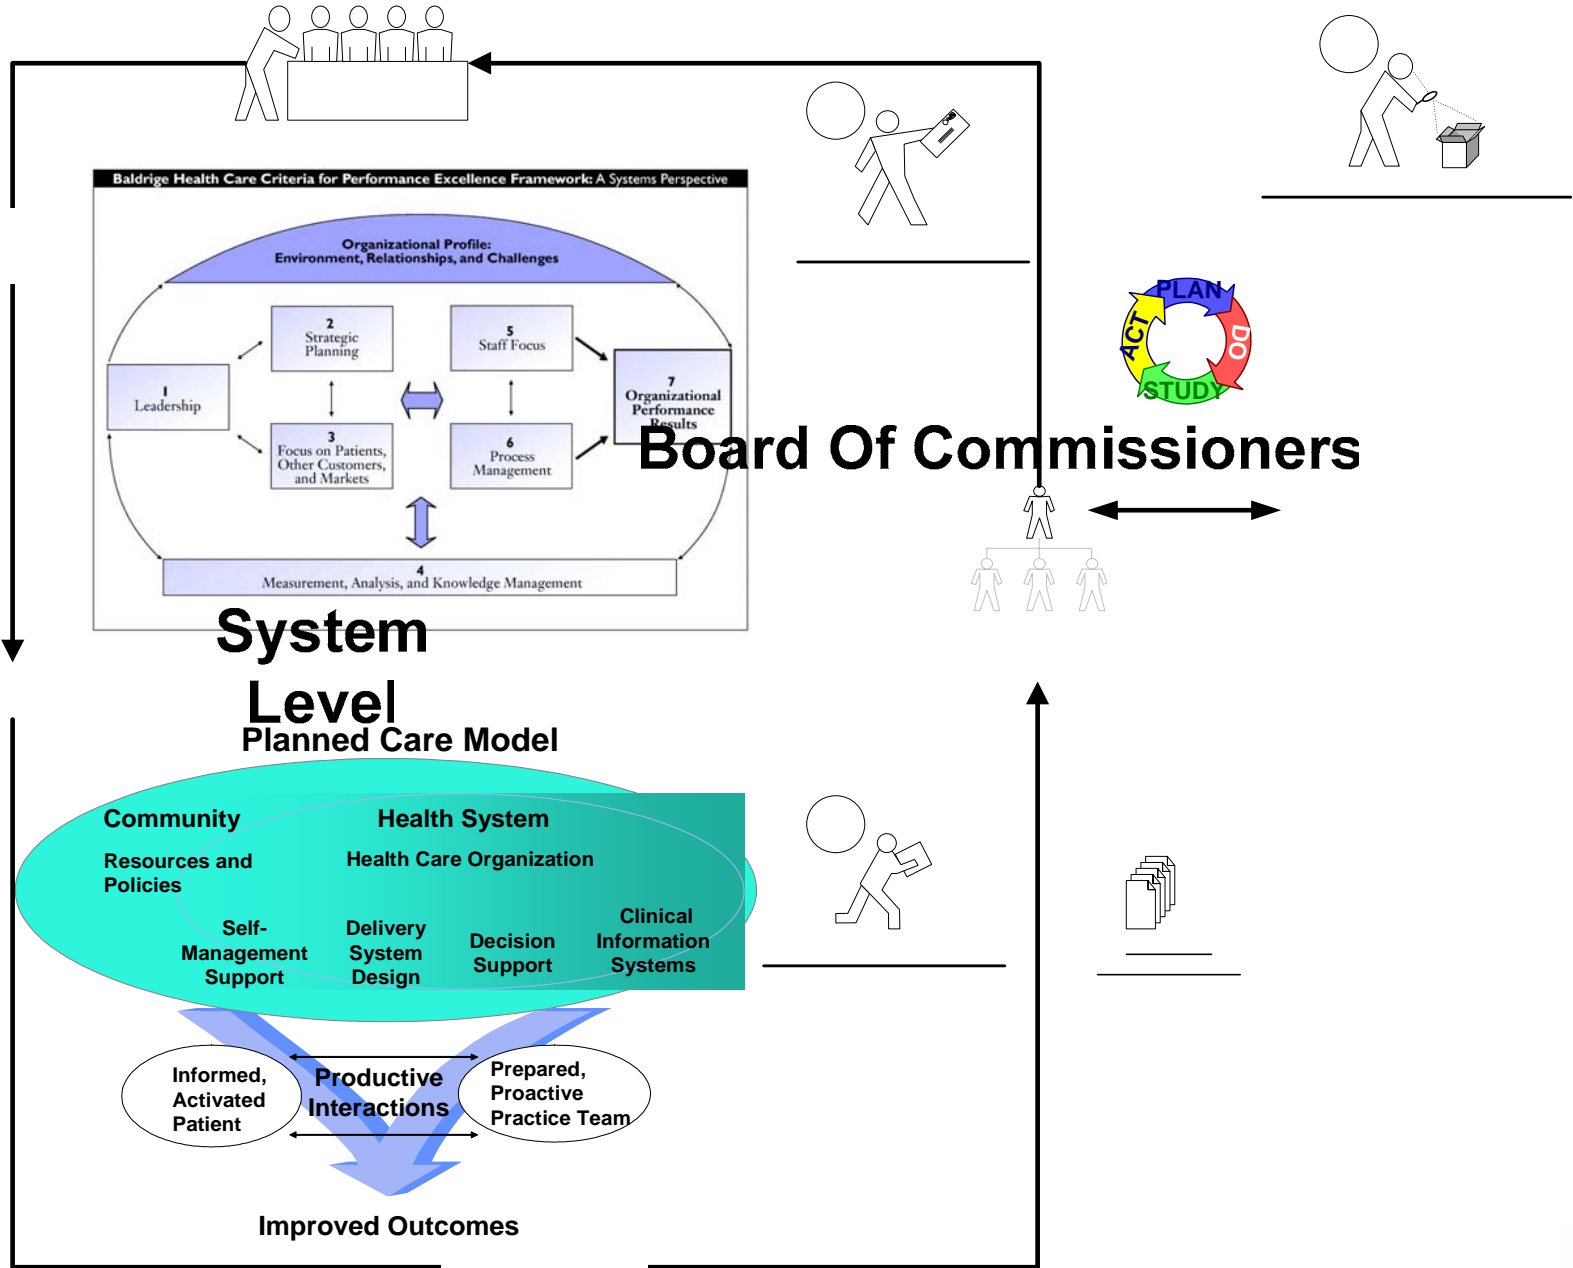 Baldrige Health Care Criteria for Performance Excellence Framework: A Systems Perspective
Organizational Profile:
Environment, Relationships, and Challenges
2
Strategic
Planning
5
Staff Focus
1
Leadership
7
Organizational
Performance
Results
3
Focus on Patients,
Other Customers,
and Markets
6
Process
Management
4
Measurement, Analysis, and Knowledge Management
PLAN
DO
STUDY
ACT
Board Of Commissioners
System
Level
Planned Care Model
Community
Health System
Resources and
Policies
Health Care Organization
Self-
Management
Support
Delivery
System
Design
Decision
Support
Clinical
Information
Systems
Informed,
Activated
Patient
Productive
Interactions
Prepared,
Proactive
Practice Team
Improved Outcomes